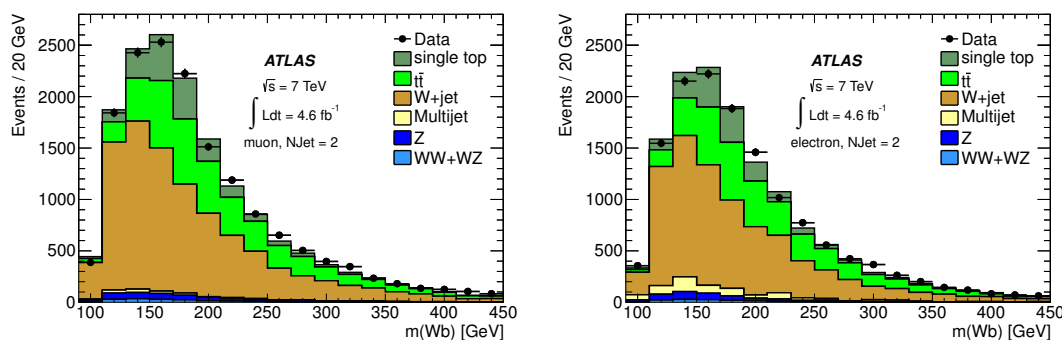 Events / 20 GeV
2500
2000
1500
1000
500
0
ATLAS
√s = 7 TeV
∫ Ldt = 4.6 fb⁻¹
muon, NJet = 2
Data
single top
tt̄
W+jet
Multijet
Z
WW+WZ
100 150 200 250 300 350 400 450
m(Wb) [GeV]
Events / 20 GeV
2500
2000
1500
1000
500
0
ATLAS
√s = 7 TeV
∫ Ldt = 4.6 fb⁻¹
electron, NJet = 2
Data
single top
tt̄
W+jet
Multijet
Z
WW+WZ
100 150 200 250 300 350 400 450
m(Wb) [GeV]